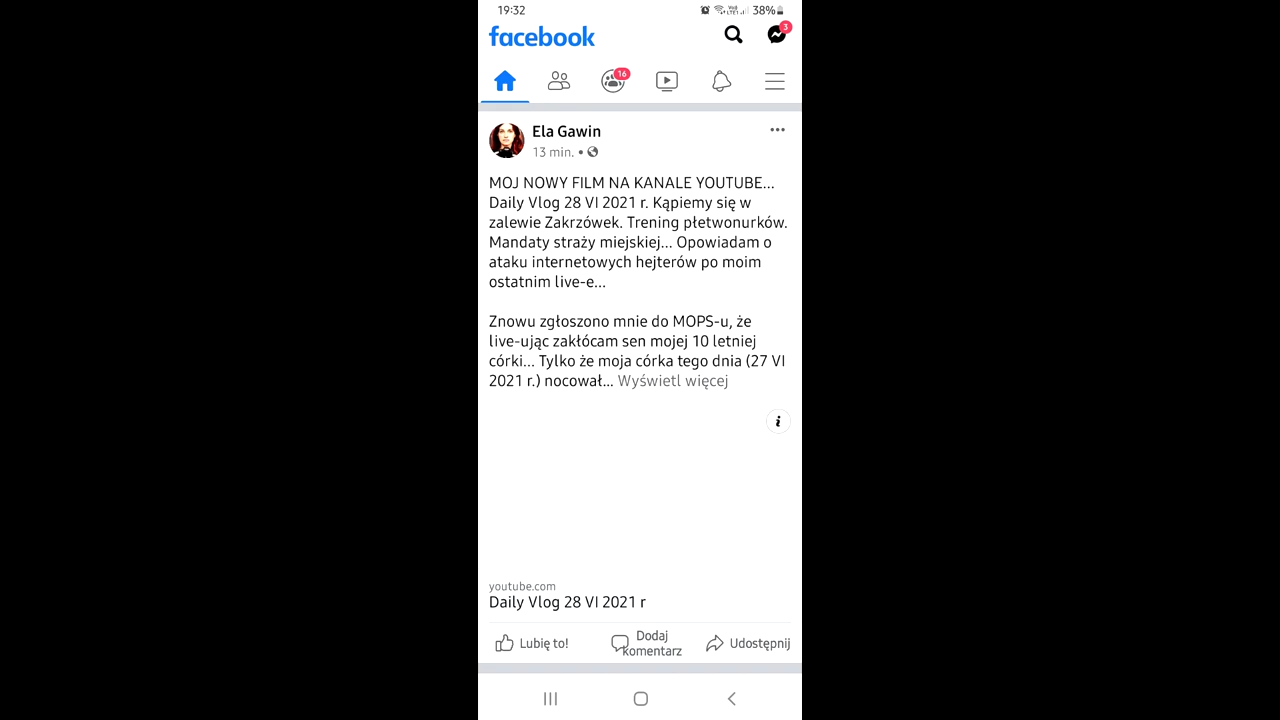 19:32
38%
facebook
3
16
Ela Gawin
13 min.
MOJ NOWY FILM NA KANALE YOUTUBE...
Daily Vlog 28 VI 2021 r. Kąpiemy się w
zalewie Zakrzówek. Trening płetwonurków.
Mandaty straży miejskiej... Opowiadam o
ataku internetowych hejterów po moim
ostatnim live-e...
Znowu zgłoszono mnie do MOPS-u, że
live-ując zakłócam sen mojej 10 letniej
córki... Tylko że moja córka tego dnia (27 VI
2021 r.) nocował... Wyświetl więcej
i
youtube.com
Daily Vlog 28 VI 2021 r
Lubię to!
Dodaj
komentarz
Udostępnij